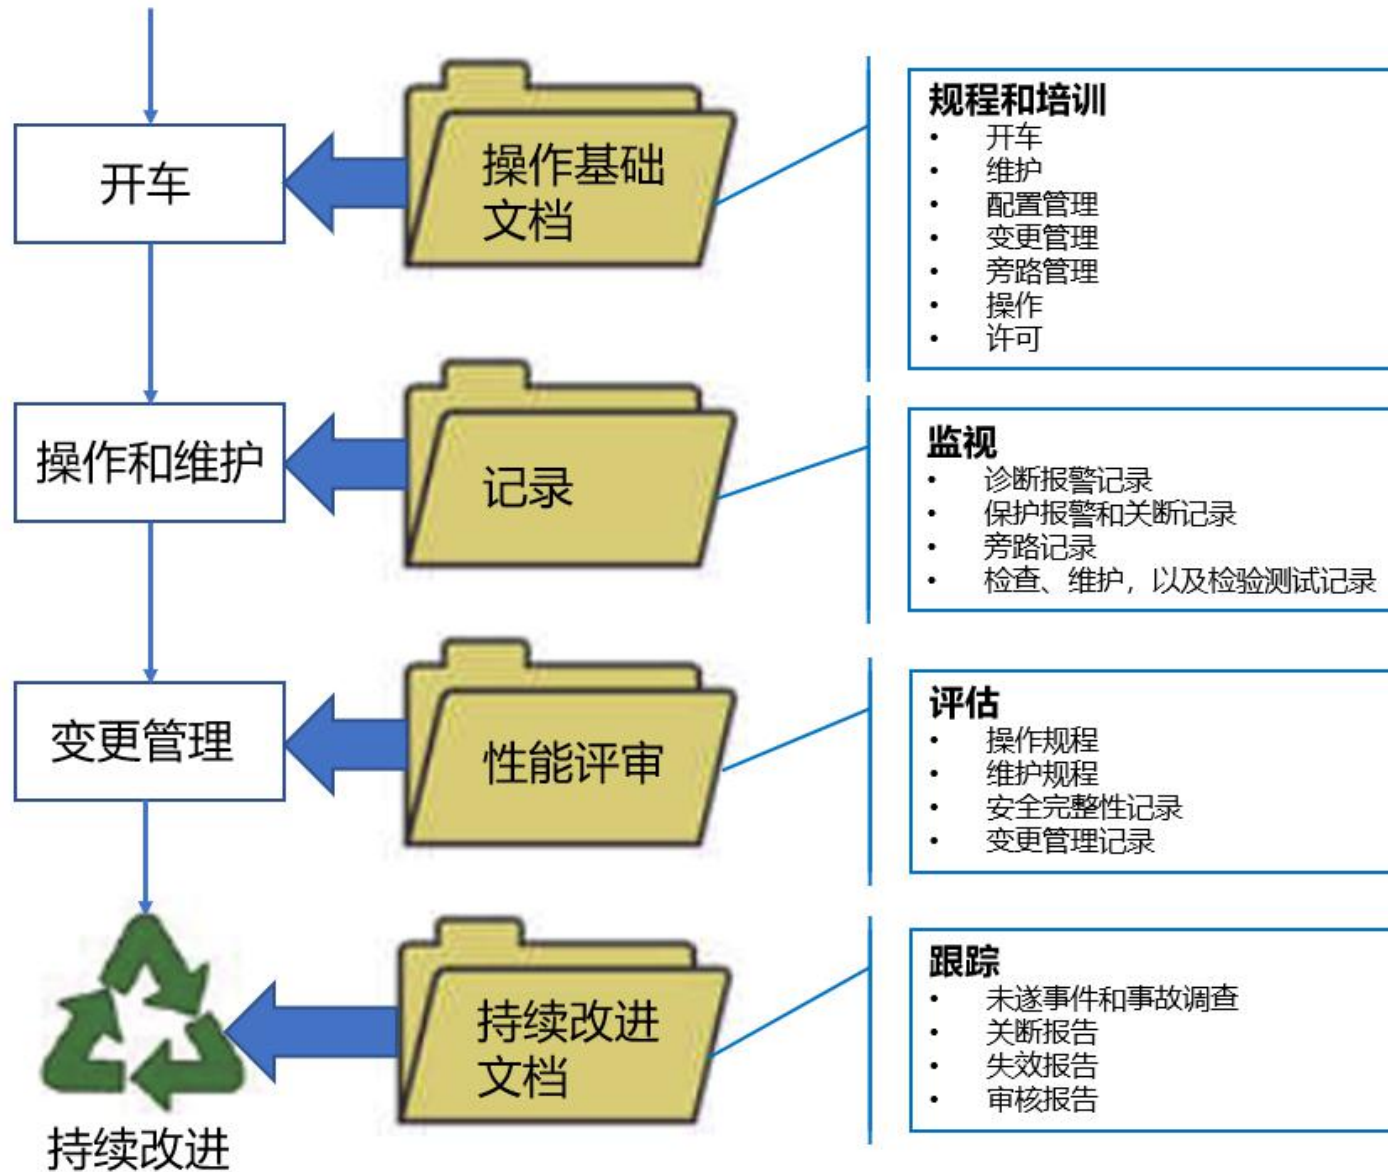 开车
操作基础
文档
规程和培训
• 开车
• 维护
• 配置管理
• 变更管理
• 旁路管理
• 操作
• 许可
操作和维护
记录
监视
• 诊断报警记录
• 保护报警和关断记录
• 旁路记录
• 检查、维护，以及检验测试记录
变更管理
性能评审
评估
• 操作规程
• 维护规程
• 安全完整性记录
• 变更管理记录
持续改进
持续改进
文档
跟踪
• 未遂事件和事故调查
• 关断报告
• 失效报告
• 审核报告